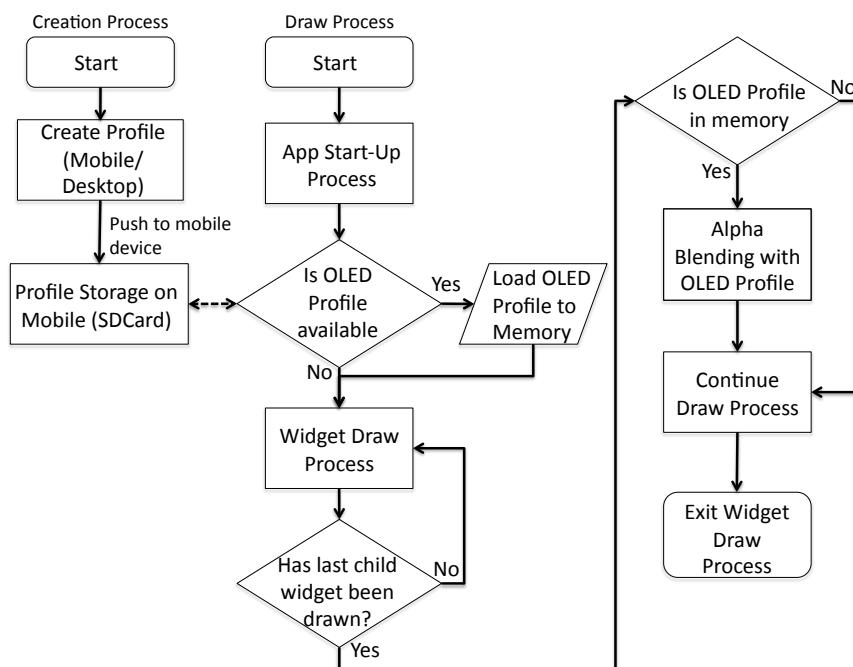 Creation Process
Start
Create Profile
(Mobile/
Desktop)
Push to mobile
device
Profile Storage on
Mobile (SDCard)
Draw Process
Start
App Start-Up
Process
Is OLED
Profile
available
Yes
Load OLED
Profile to
Memory
No
Widget Draw
Process
Has last child
widget been
drawn?
No
Yes
Is OLED Profile
in memory
No
Yes
Alpha
Blending with
OLED Profile
Continue
Draw Process
Exit Widget
Draw
Process